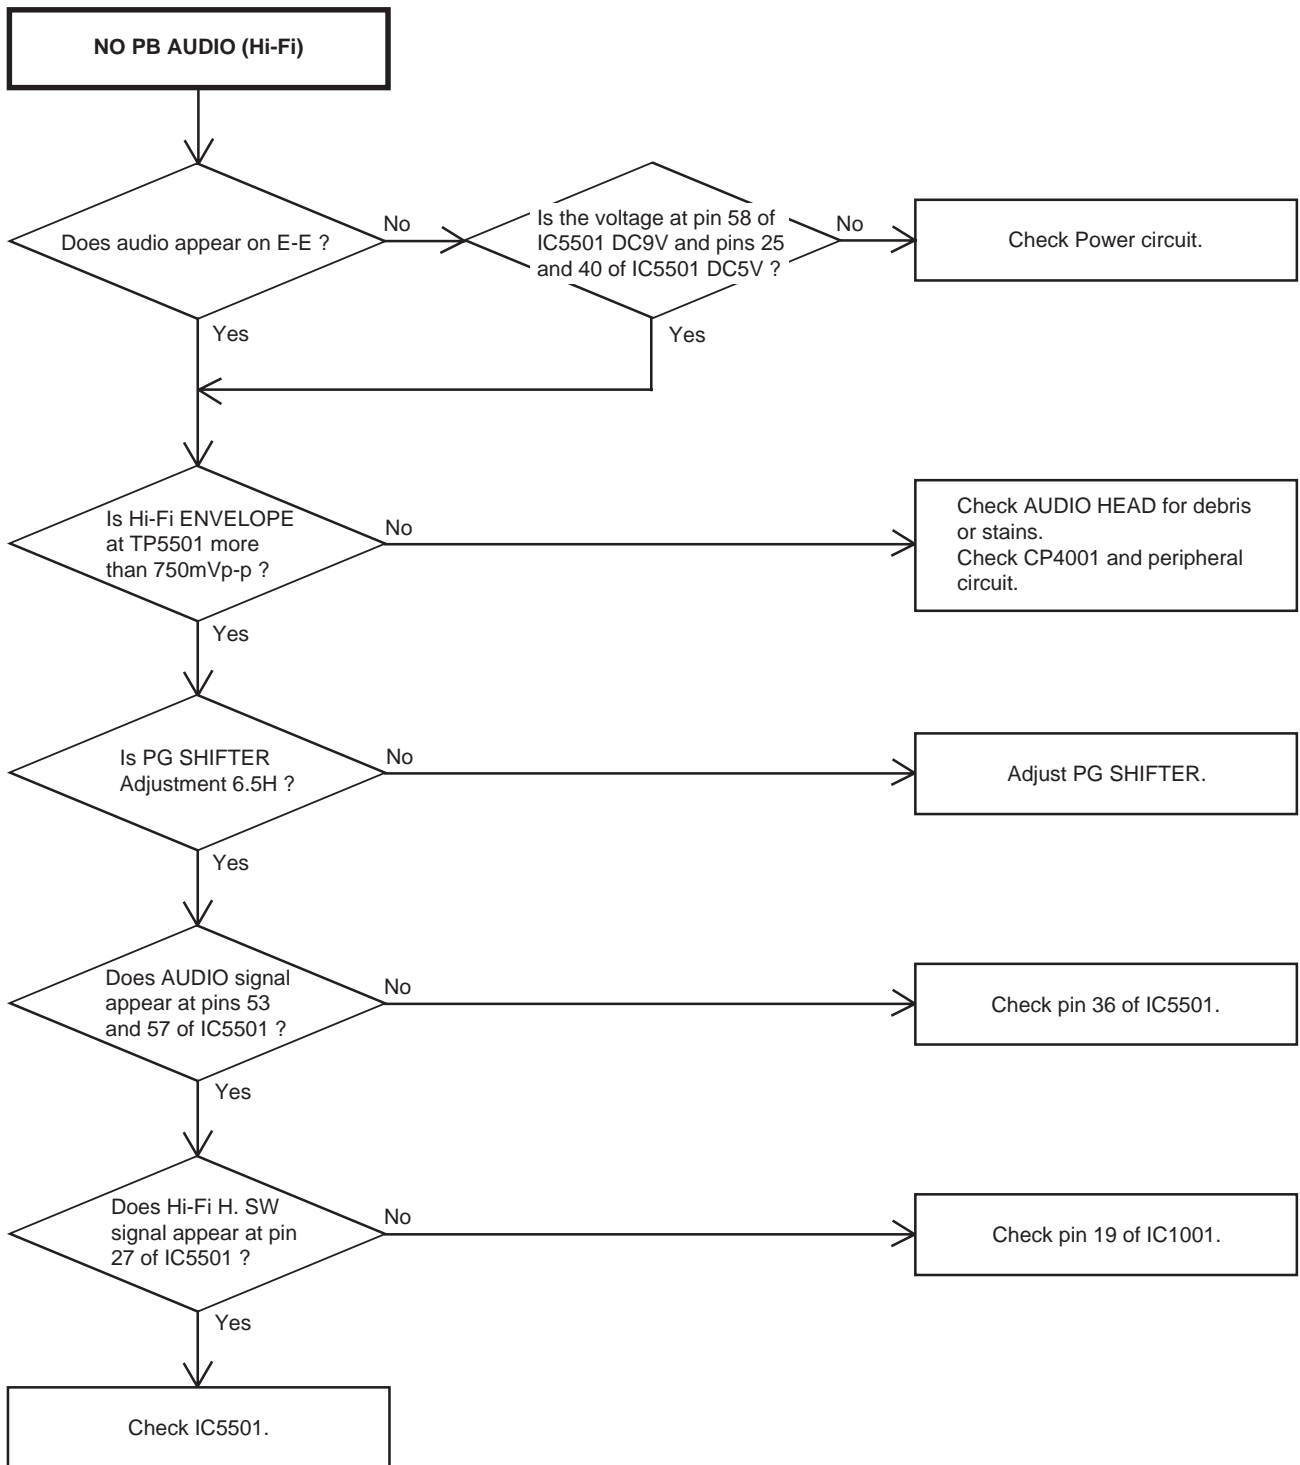 NO PB AUDIO (Hi-Fi)
Does audio appear on E-E ?
No
Is the voltage at pin 58 of
IC5501 DC9V and pins 25
and 40 of IC5501 DC5V ?
No
Check Power circuit.
Yes
Yes
Is Hi-Fi ENVELOPE
at TP5501 more
than 750mVp-p ?
No
Check AUDIO HEAD for debris
or stains.
Check CP4001 and peripheral
circuit.
Yes
Is PG SHIFTER
Adjustment 6.5H ?
No
Adjust PG SHIFTER.
Yes
Does AUDIO signal
appear at pins 53
and 57 of IC5501 ?
No
Check pin 36 of IC5501.
Yes
Does Hi-Fi H. SW
signal appear at pin
27 of IC5501 ?
No
Check pin 19 of IC1001.
Yes
Check IC5501.